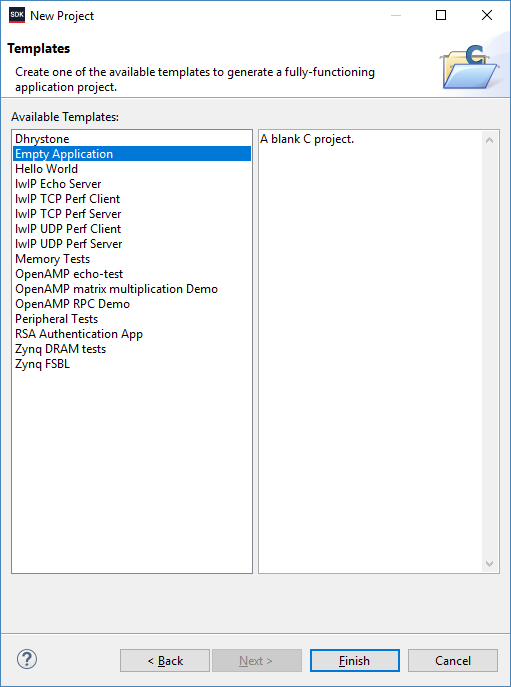 SDK New Project
Templates
Create one of the available templates to generate a fully-functioning
application project.
C
Available Templates:
Dhrystone
Empty Application
Hello World
lwIP Echo Server
lwIP TCP Perf Client
lwIP TCP Perf Server
lwIP UDP Perf Client
lwIP UDP Perf Server
Memory Tests
OpenAMP echo-test
OpenAMP matrix multiplication Demo
OpenAMP RPC Demo
Peripheral Tests
RSA Authentication App
Zynq DRAM tests
Zynq FSBL
A blank C project.
?
< Back
Next >
Finish
Cancel